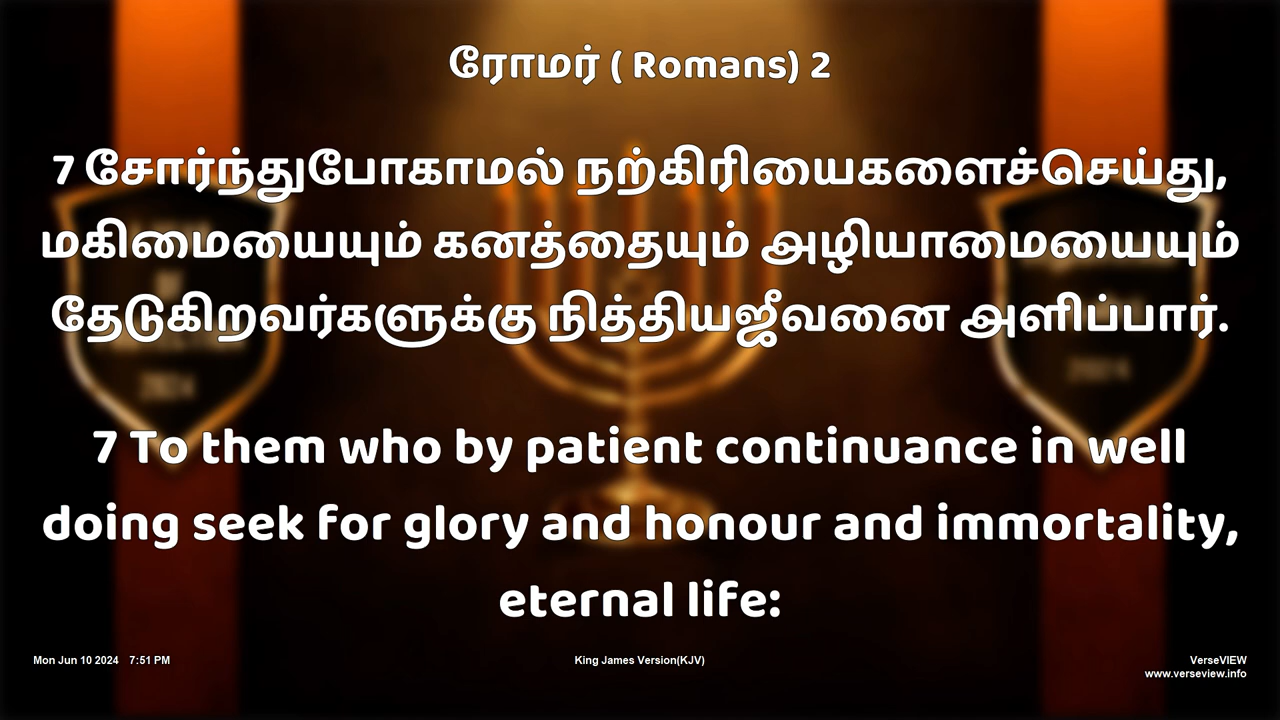 ரோமர் ( Romans) 2
7 சோர்ந்துபோகாமல் நற்கிரியைகளைச்செய்து,
மகிமையையும் கனத்தையும் அழியாமையையும்
தேடுகிறவர்களுக்கு நித்தியஜீவனை அளிப்பார்.
7 To them who by patient continuance in well
doing seek for glory and honour and immortality,
eternal life:
Mon Jun 10 2024 7:51 PM
King James Version(KJV)
VerseVIEW
www.verseview.info
2024
2024